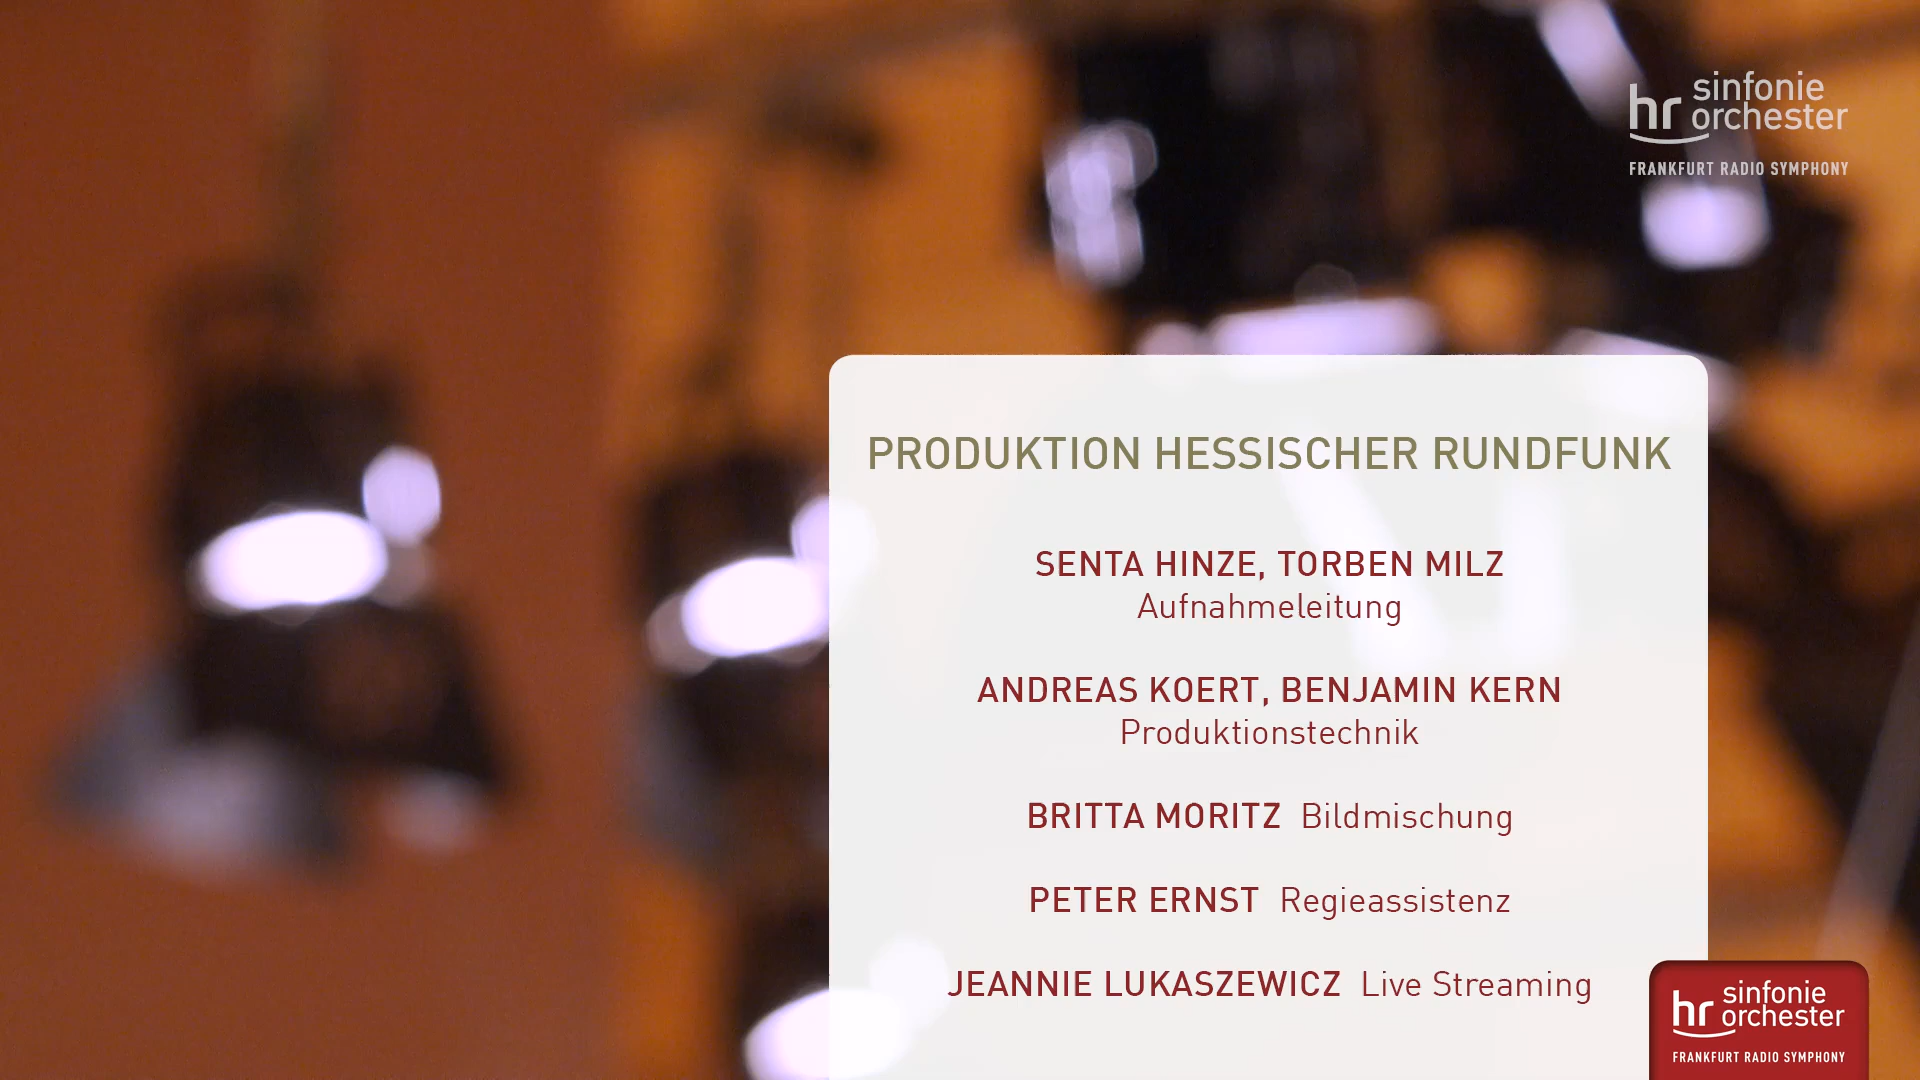 hr sinfonie
orchester
FRANKFURT RADIO SYMPHONY
PRODUKTION HESSISCHER RUNDFUNK
SENTA HINZE, TORBEN MILZ
Aufnahmeleitung
ANDREAS KOERT, BENJAMIN KERN
Produktionstechnik
BRITTA MORITZ Bildmischung
PETER ERNST Regieassistenz
JEANNIE LUKASZEWICZ Live Streaming
hr sinfonie
orchester
FRANKFURT RADIO SYMPHONY